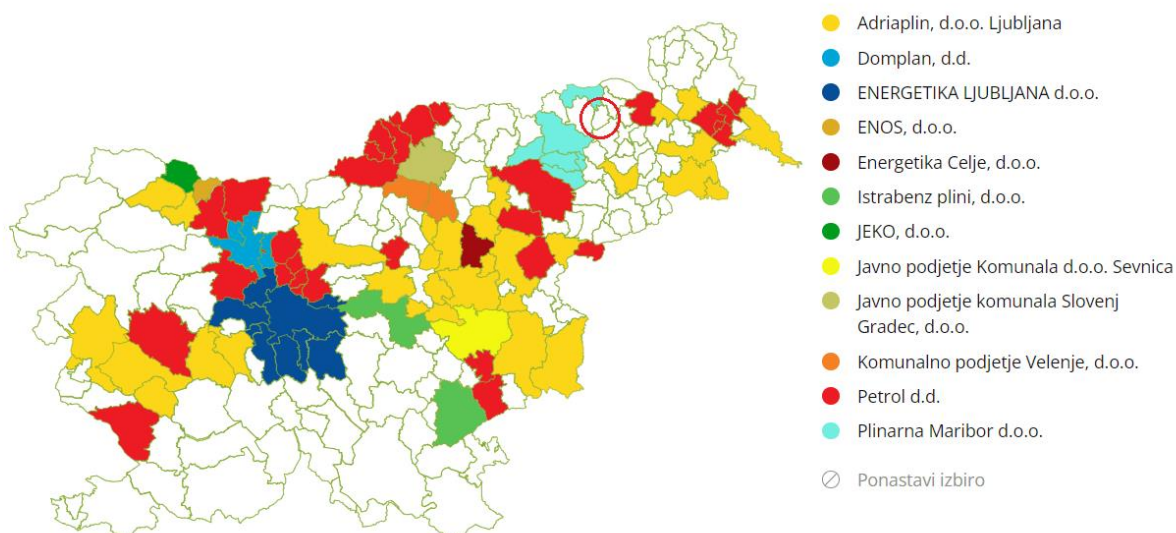 Adriaplin, d.o.o. Ljubljana
Domplan, d.d.
ENERGETIKA LJUBLJANA d.o.o.
ENOS, d.o.o.
Energetika Celje, d.o.o.
Istrabenz plini, d.o.o.
JEKO, d.o.o.
Javno podjetje Komunala d.o.o. Sevnica
Javno podjetje komunala Slovenj
Gradec, d.o.o.
Komunalno podjetje Velenje, d.o.o.
Petrol d.d.
Plinarna Maribor d.o.o.
Ponastavi izbiro